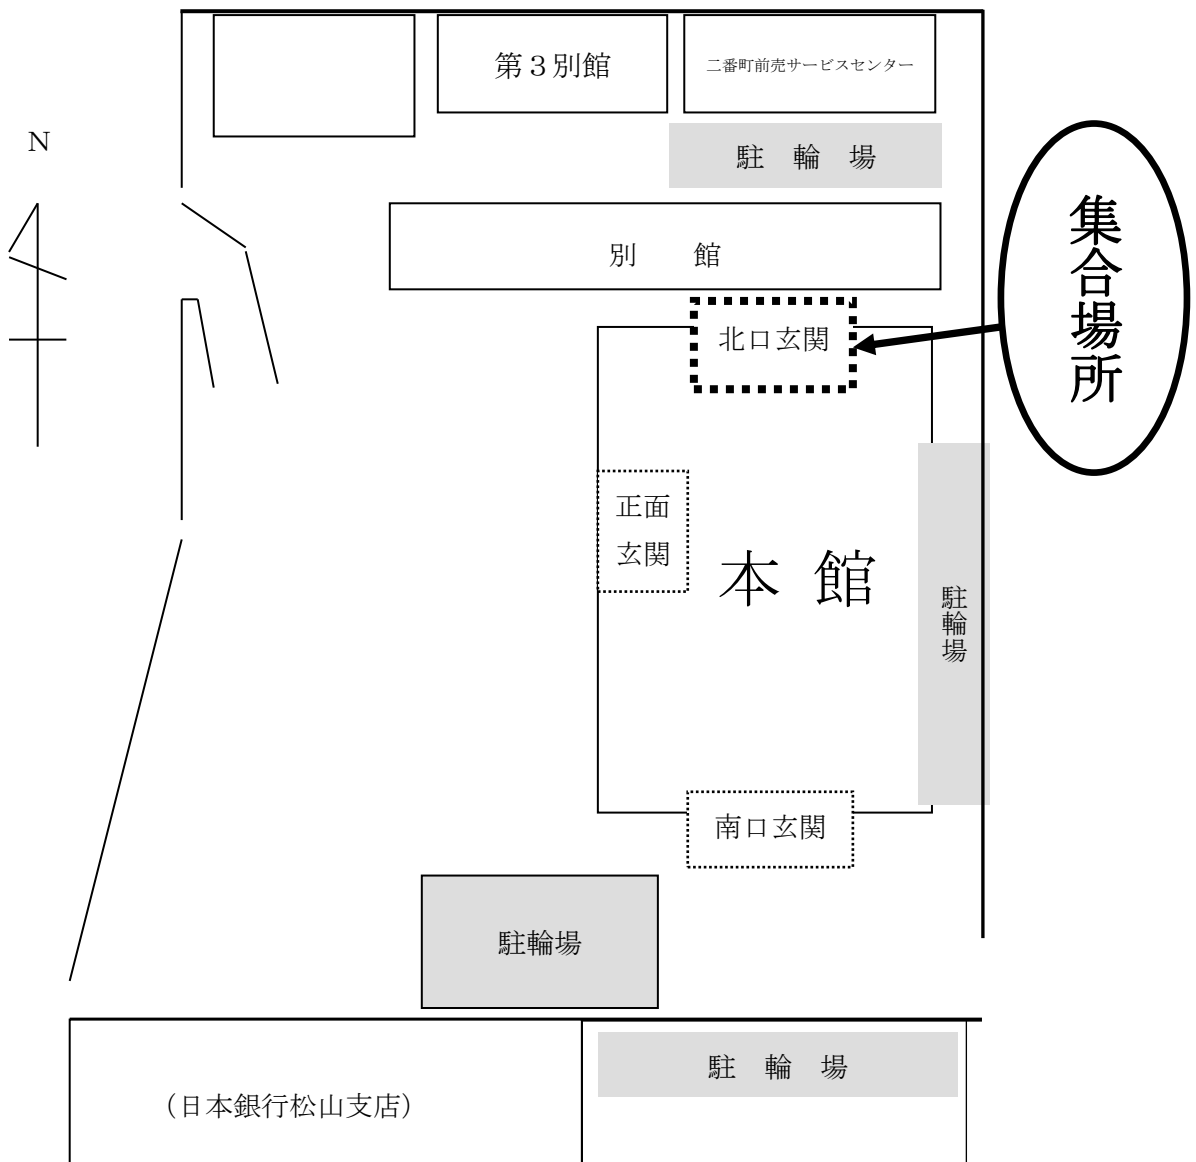 第３別館
二番町前売サービスセンター
N
駐　輪　場
集合場所
別　　館
北口玄関
正面
玄関
本 館
駐輪場
南口玄関
駐輪場
駐　輪　場
（日本銀行松山支店）